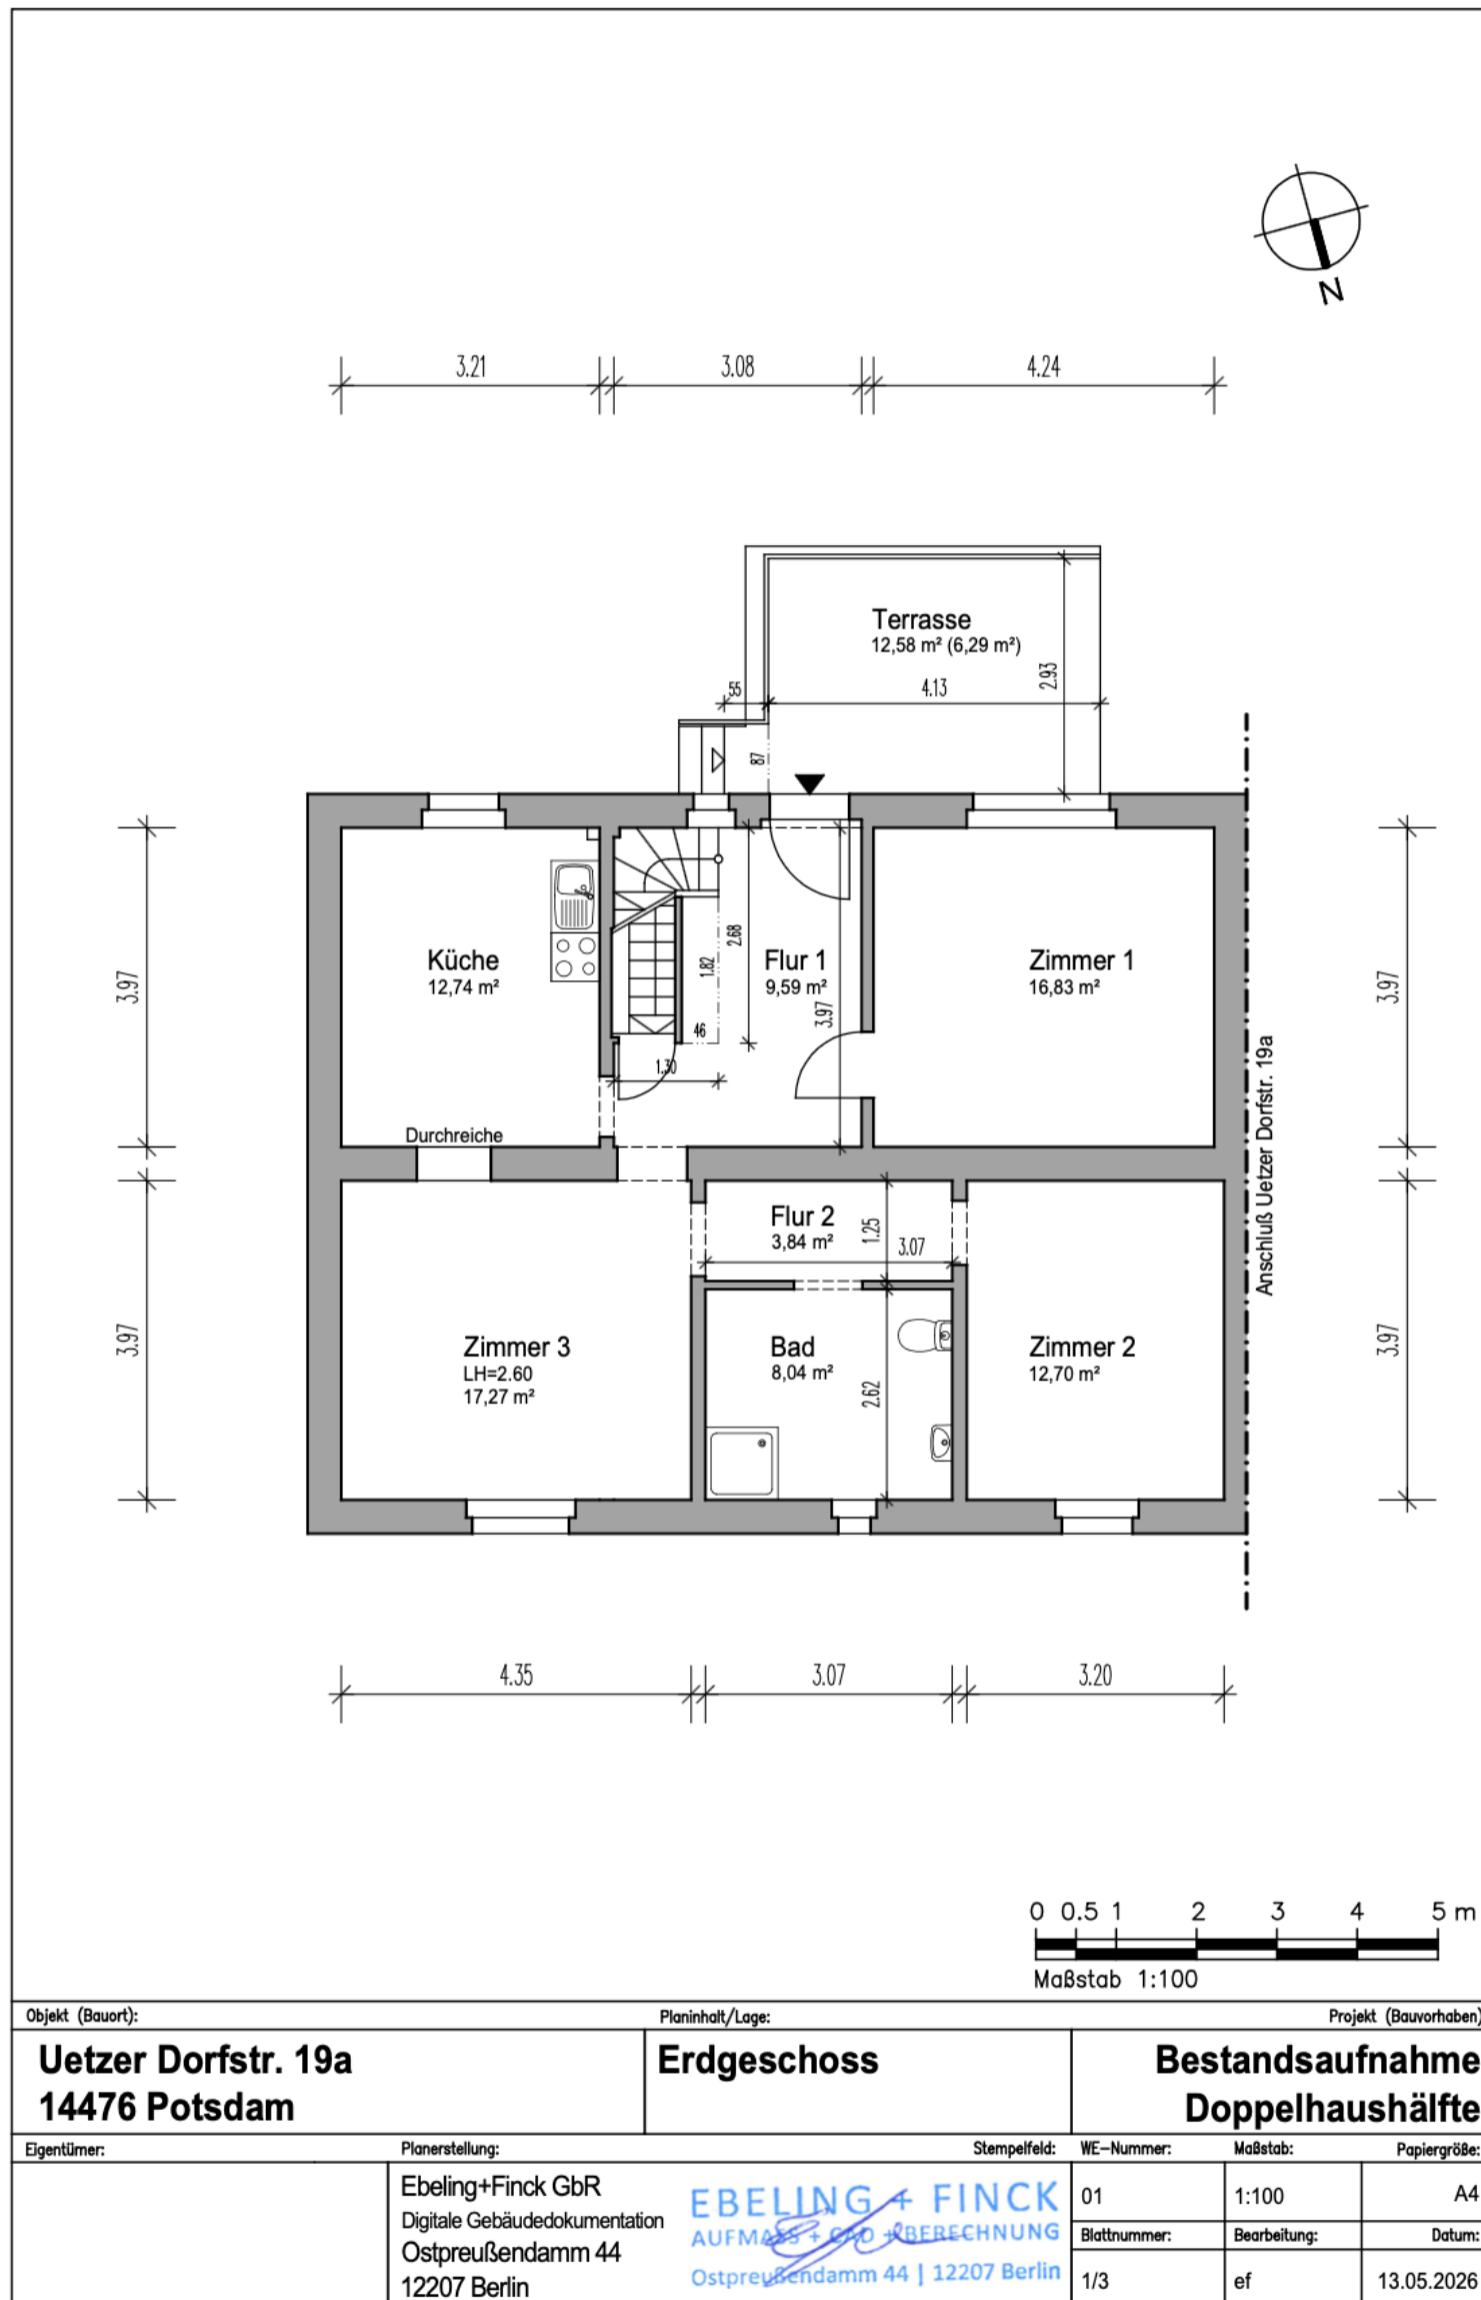 N
3.21
3.08
4.24
Terrasse
12,58 m² (6,29 m²)
2.93
55
4.13
87
Küche
12,74 m²
3.97
2.68
1.82
Flur 1
9,59 m²
3.97
46
1.30
Zimmer 1
16,83 m²
3.97
Durchreiche
Anschluß Uetzer Dorfstr. 19a
Flur 2
3,84 m²
1.25
3.07
3.97
Zimmer 3
LH=2.60
17,27 m²
Bad
8,04 m²
2.62
Zimmer 2
12,70 m²
3.97
4.35
3.07
3.20
0 0.5 1 2 3 4 5 m
Maßstab 1:100
Objekt (Bauort):
Uetzer Dorfstr. 19a
14476 Potsdam
Planinhalt/Lage:
Erdgeschoss
Projekt (Bauvorhaben)
Bestandsaufnahme
Doppelhaushälfte
Eigentümer:
Planerstellung:
Ebeling+Finck GbR
Digitale Gebäudedokumentation
Ostpreußendamm 44
12207 Berlin
Stempelfeld:
EBELING + FINCK
AUFMASS + CAD + BERECHNUNG
Ostpreußendamm 44 | 12207 Berlin
WE-Nummer:
01
Maßstab:
1:100
Papiergröße:
A4
Blattnummer:
1/3
Bearbeitung:
ef
Datum:
13.05.2026